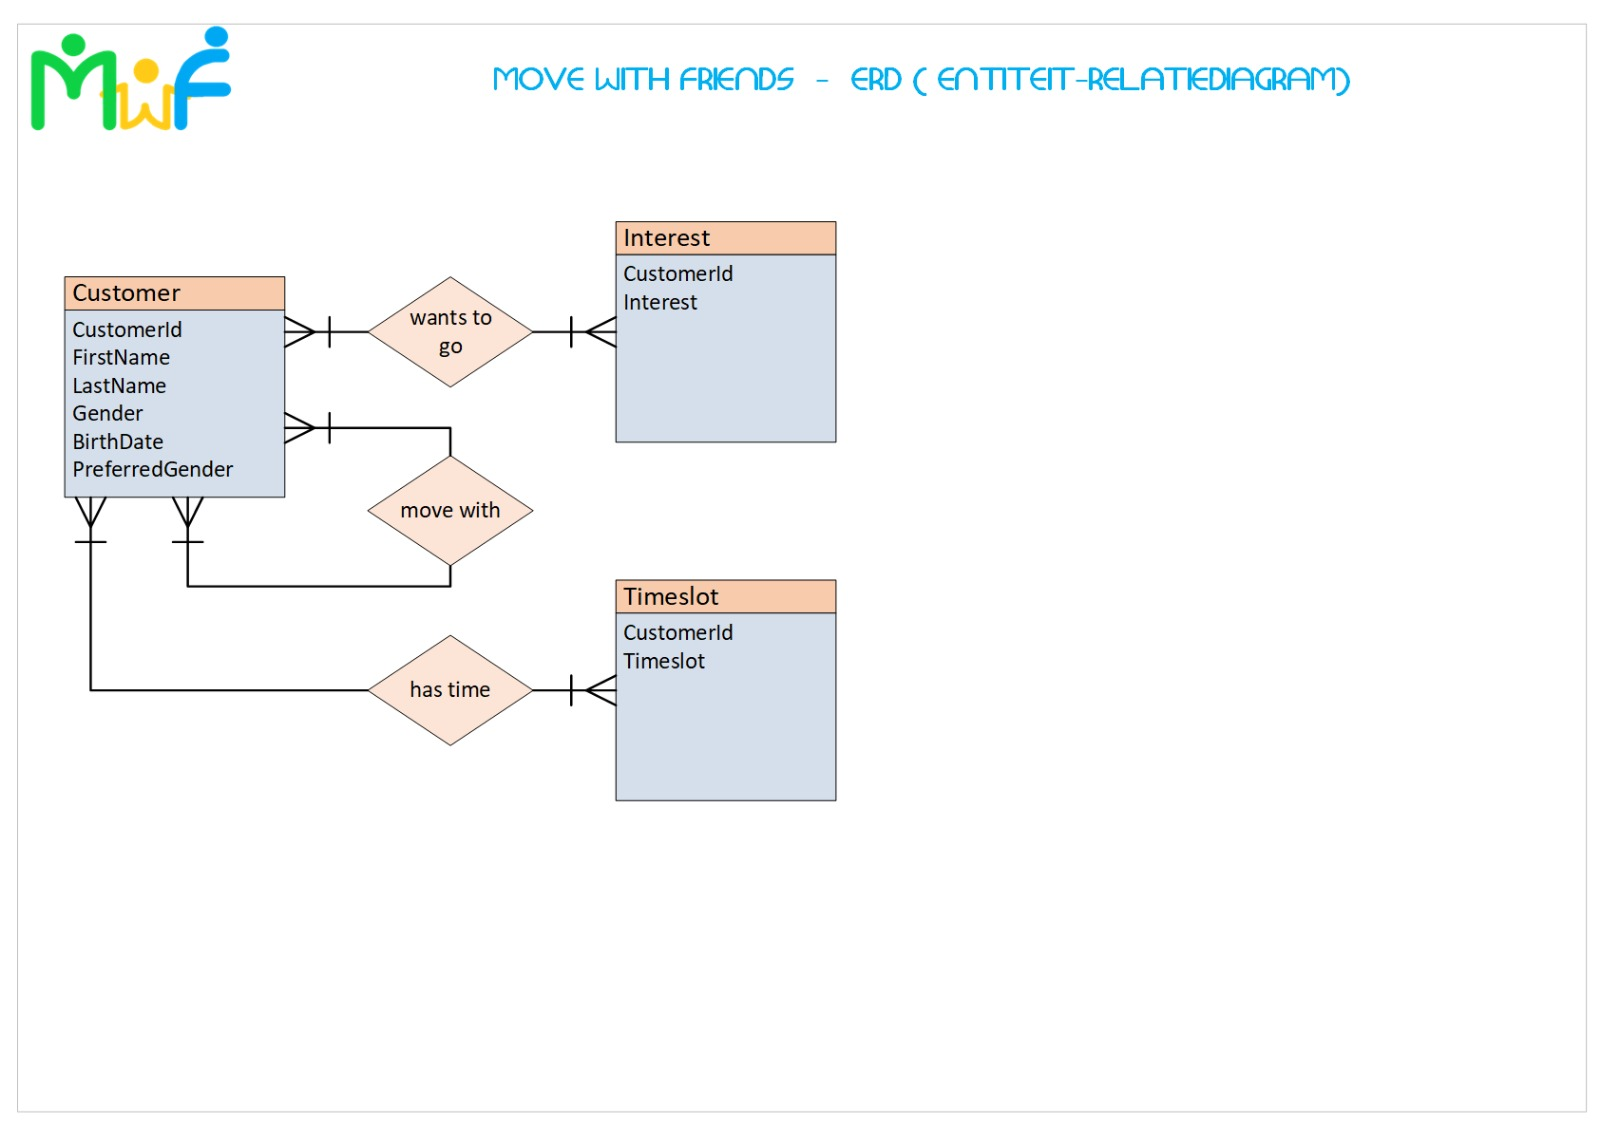 MwF
MOVE WITH FRIENDS - ERD ( ENTITEIT-RELATIEDIAGRAM)
Interest
CustomerId
Interest
Customer
CustomerId
FirstName
LastName
Gender
BirthDate
PreferredGender
wants to
go
move with
Timeslot
CustomerId
Timeslot
has time